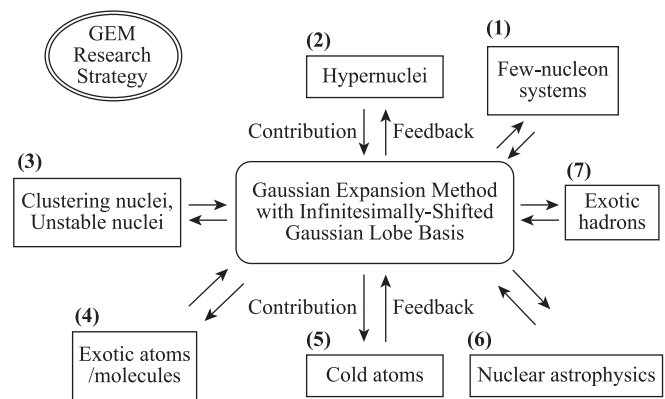 GEM
Research
Strategy
(1)
Few-nucleon
systems
(2)
Hypernuclei
Contribution
Feedback
(3)
Clustering nuclei,
Unstable nuclei
Gaussian Expansion Method
with Infinitesimally-Shifted
Gaussian Lobe Basis
(7)
Exotic
hadrons
Contribution
Feedback
(4)
Exotic atoms
/molecules
(5)
Cold atoms
(6)
Nuclear astrophysics